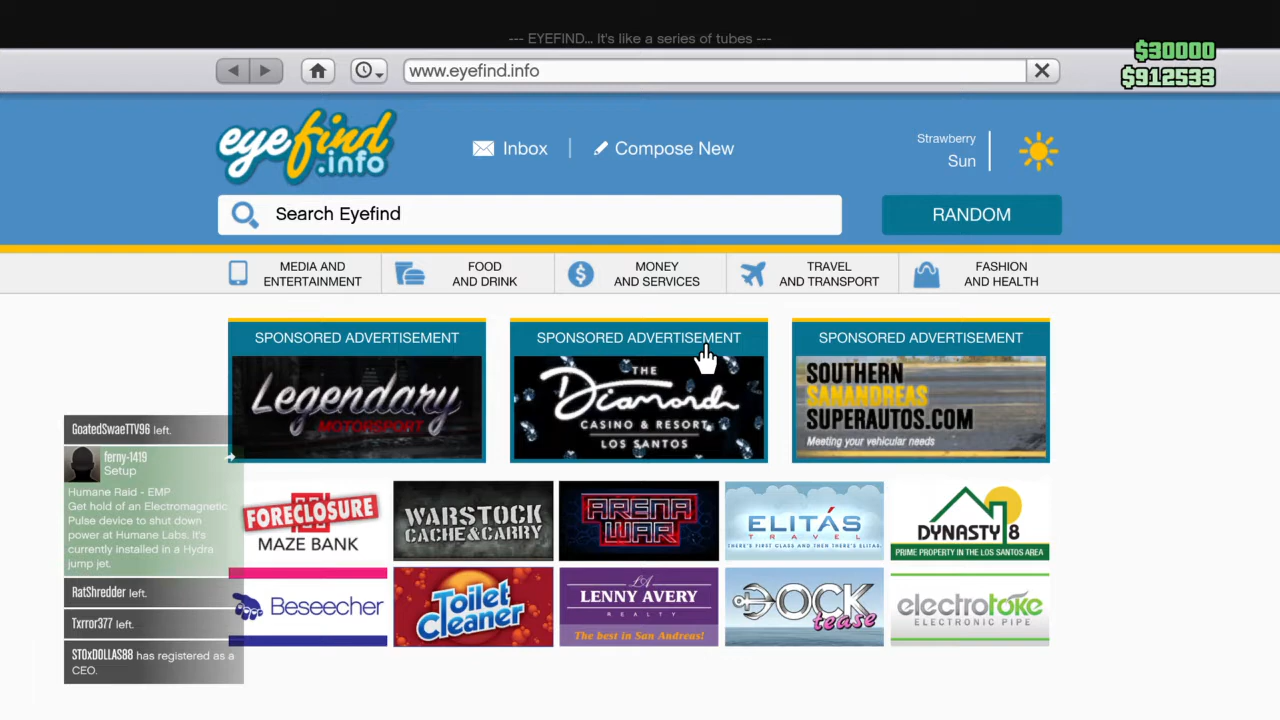 --- EYEFIND... It's like a series of tubes ---
$30000
www.eyefind.info
$912533
eyefind
.info
Inbox
Compose New
Strawberry
Sun
Search Eyefind
RANDOM
MEDIA AND
ENTERTAINMENT
FOOD
AND DRINK
MONEY
AND SERVICES
TRAVEL
AND TRANSPORT
FASHION
AND HEALTH
SPONSORED ADVERTISEMENT
Legendary
MOTORSPORT
SPONSORED ADVERTISEMENT
THE
Diamond
CASINO & RESORT
LOS SANTOS
SPONSORED ADVERTISEMENT
SOUTHERN
SANANDREAS
SUPERAUTOS.COM
Meeting your vehicular needs
GoatedSwaeTTV96 left.
ferny-1419
Setup
Humane Raid - EMP
Get hold of an Electromagnetic
Pulse device to shut down
power at Humane Labs. It's
currently installed in a Hydra
jump jet.
RatShredder left.
Txrror377 left.
STOxDOLLAS88 has registered as a
CEO.
FORECLOSURE
MAZE BANK
WARSTOCK
CACHE & CARRY
ARENA
WAR
ELITÁS
TRAVEL
THERE'S FIRST CLASS AND THEN THERE'S ELITAS.
DYNASTY 8
PRIME PROPERTY IN THE LOS SANTOS AREA
Beseecher
Toilet
Cleaner
LA
LENNY AVERY
REALTY
The best in San Andreas!
DOCK
tease
electrotoke
ELECTRONIC PIPE